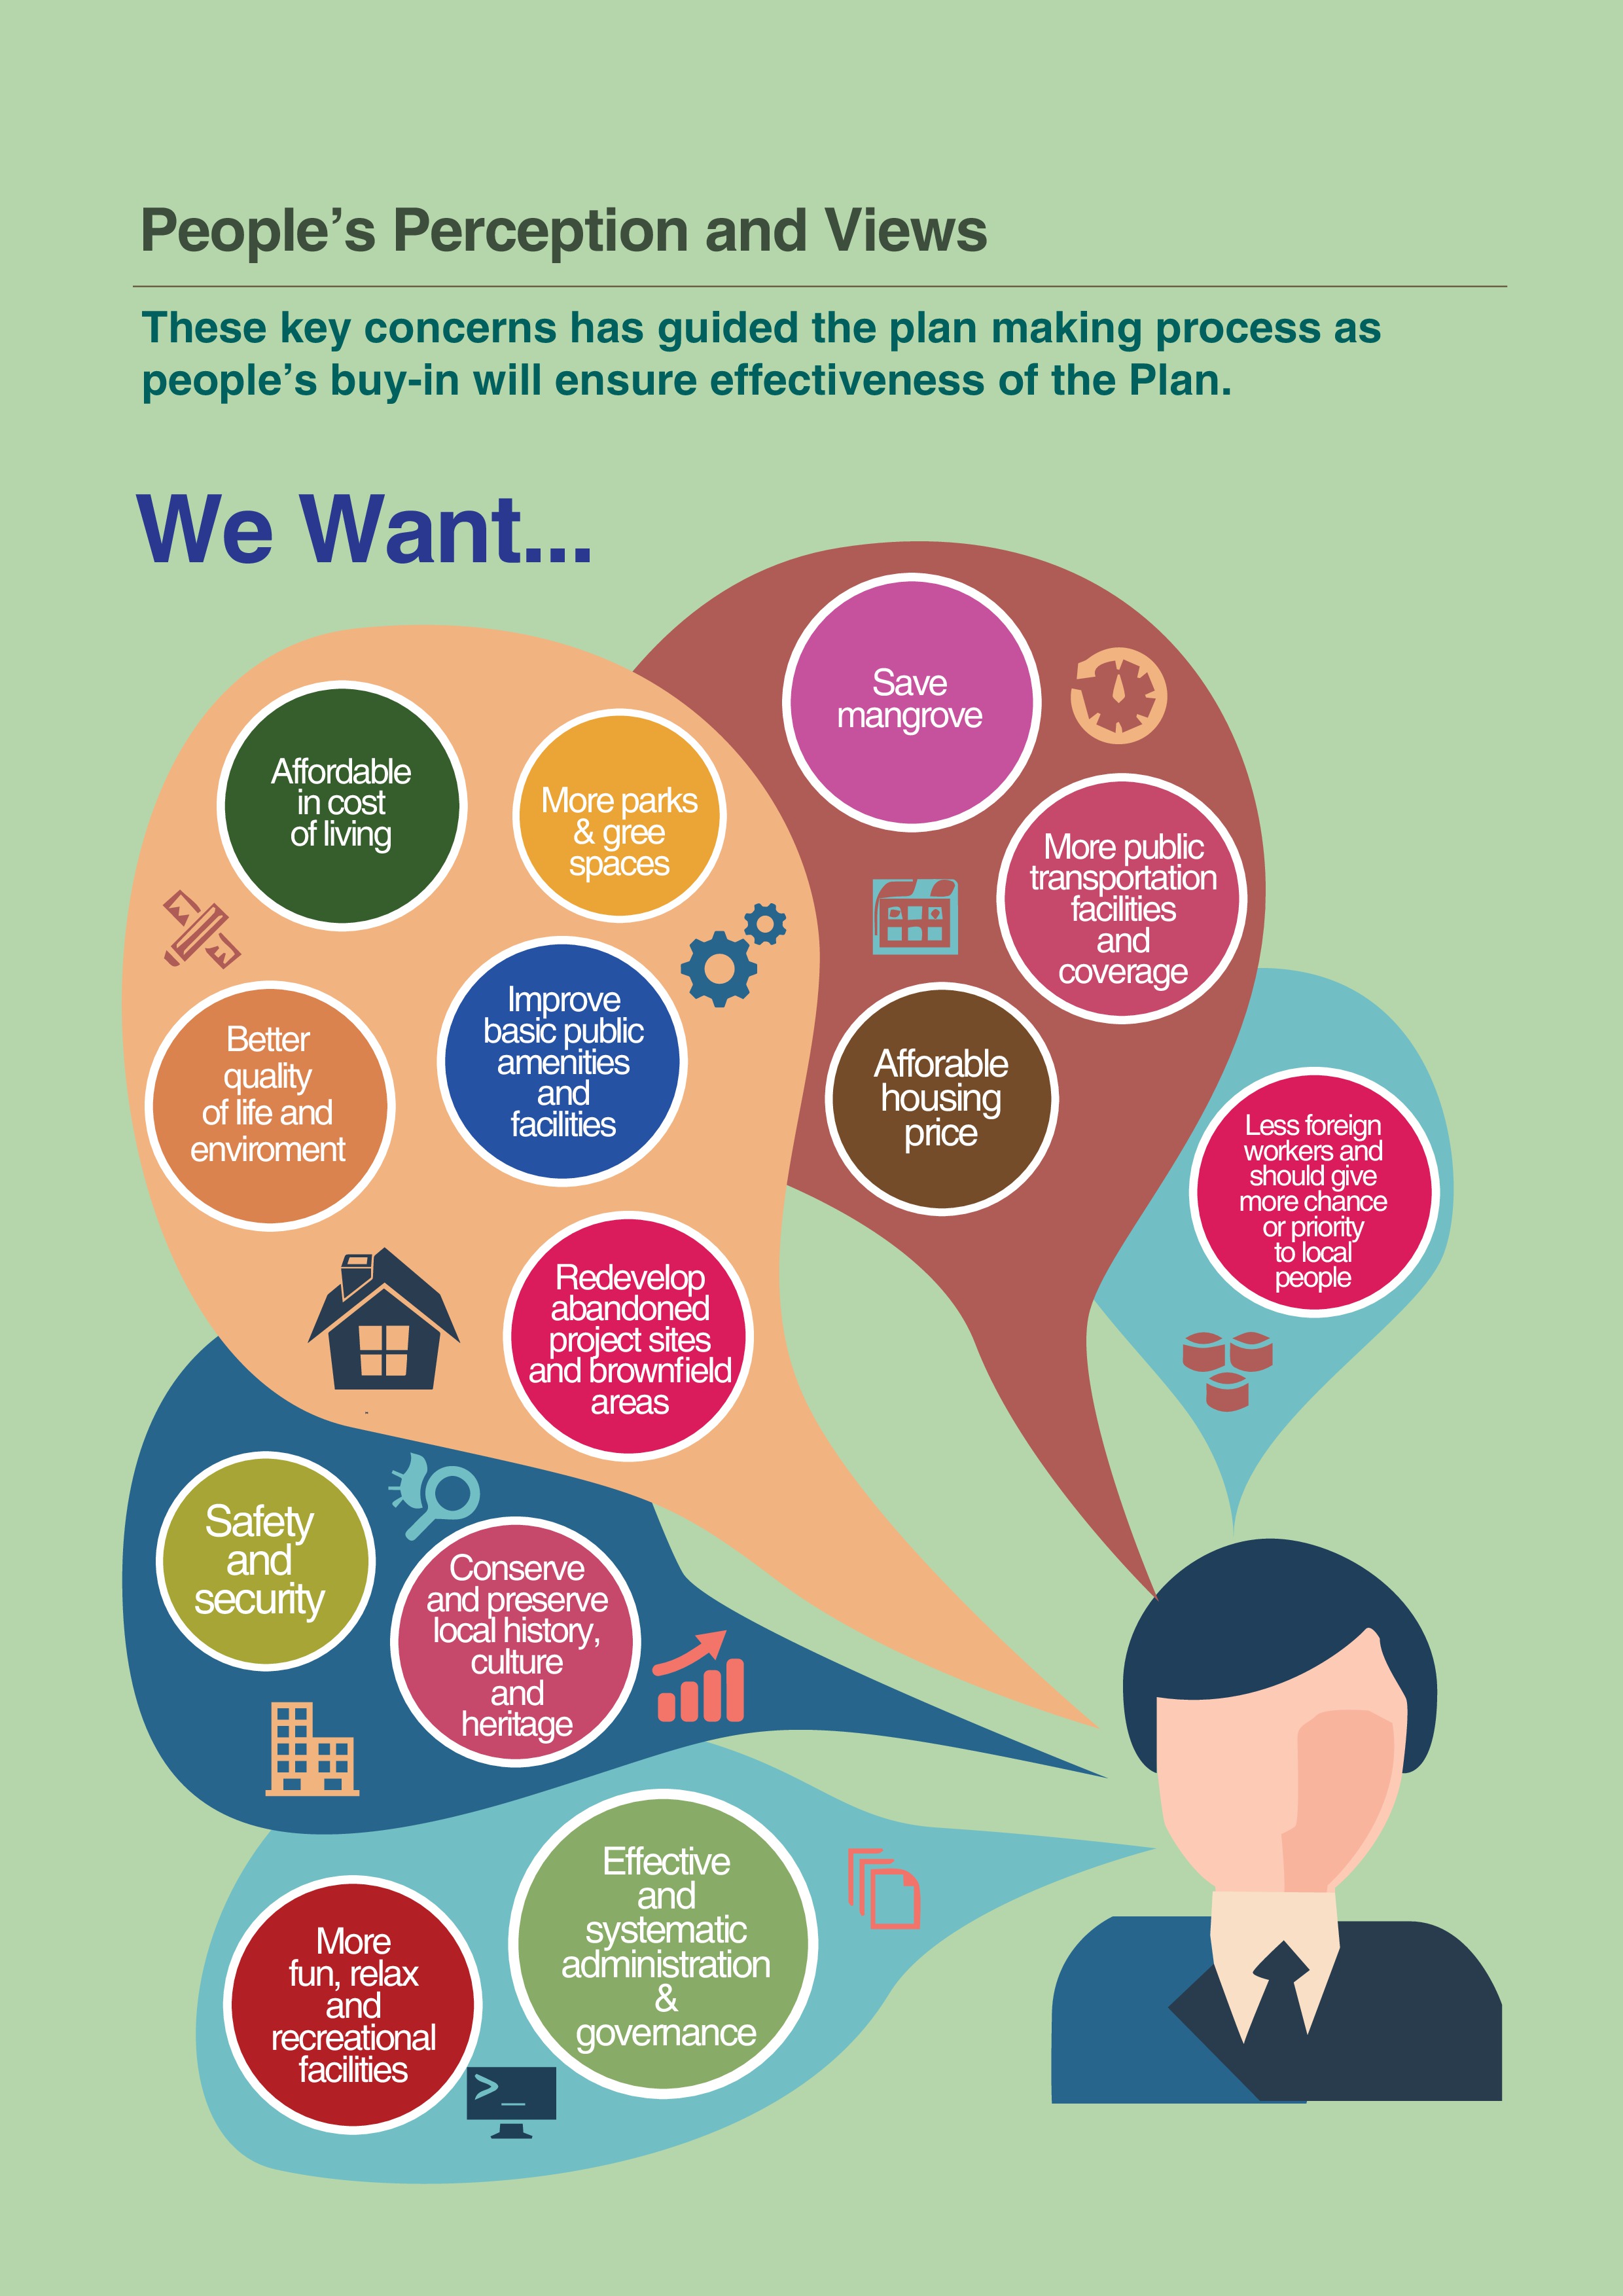 People’s Perception and Views
These key concerns has guided the plan making process as
people’s buy-in will ensure effectiveness of the Plan.
We Want...
Save
mangrove
Affordable
in cost
of living
More parks
& gree
spaces
More public
transportation
facilities
and
coverage
Better
quality
of life and
enviroment
Improve
basic public
amenities
and
facilities
Afforable
housing
price
Less foreign
workers and
should give
more chance
or priority
to local
people
Redevelop
abandoned
project sites
and brownfield
areas
Safety
and
security
Conserve
and preserve
local history,
culture
and
heritage
Effective
and
systematic
administration
&
governance
More
fun, relax
and
recreational
facilities
>_